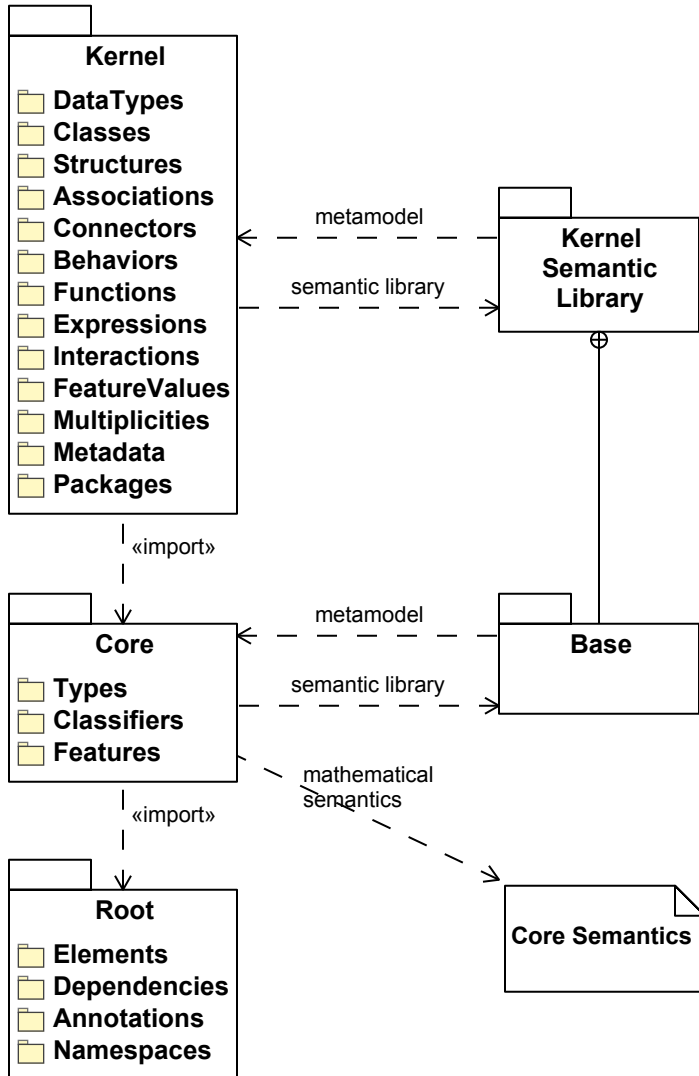 Kernel
DataTypes
Classes
Structures
Associations
Connectors
Behaviors
Functions
Expressions
Interactions
FeatureValues
Multiplicities
Metadata
Packages
metamodel
semantic library
Kernel
Semantic
Library
«import»
Core
Types
Classifiers
Features
metamodel
semantic library
Base
mathematical
semantics
«import»
Root
Elements
Dependencies
Annotations
Namespaces
Core Semantics